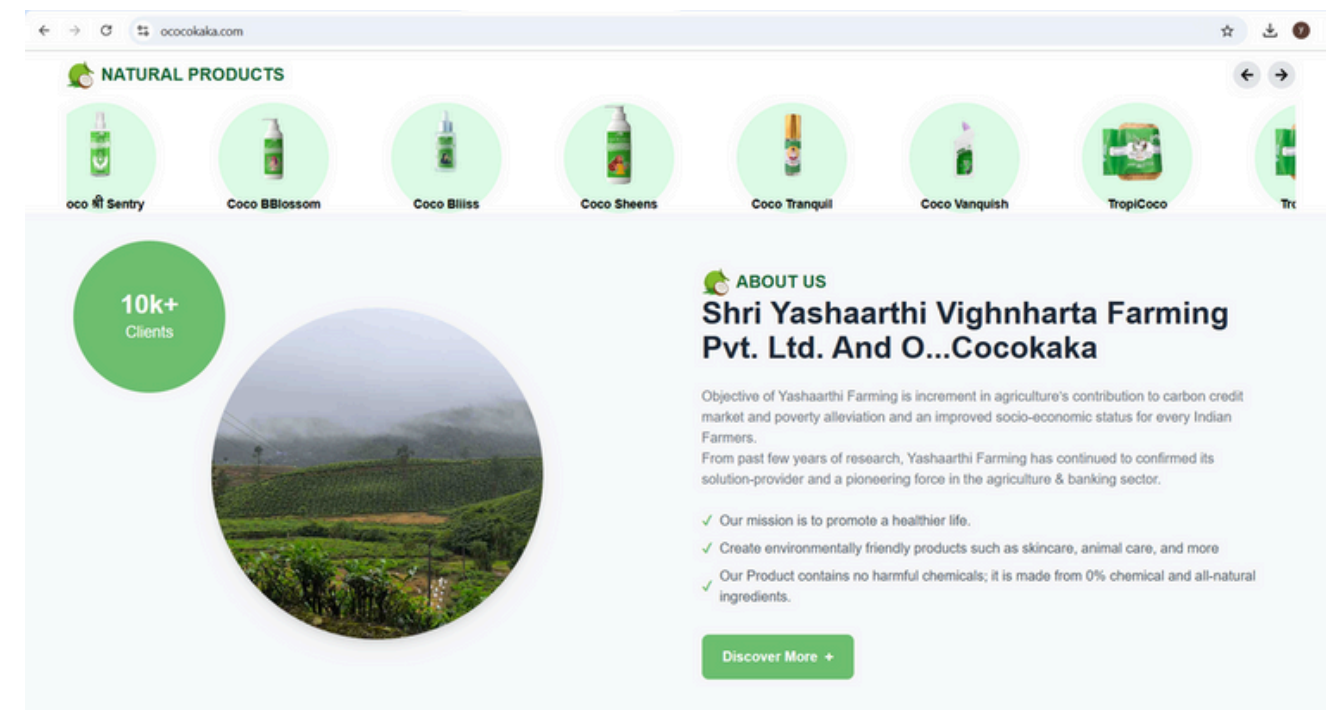 ococokaka.com
NATURAL PRODUCTS
oco श्री Sentry
Coco BBlossom
Coco Bliiss
Coco Sheens
Coco Tranquil
Coco Vanquish
TropiCoco
Tro
10k+
Clients
ABOUT US
Shri Yashaarthi Vighnharta Farming
Pvt. Ltd. And O...Cocokaka
Objective of Yashaarthi Farming is increment in agriculture's contribution to carbon credit
market and poverty alleviation and an improved socio-economic status for every Indian
Farmers.
From past few years of research, Yashaarthi Farming has continued to confirmed its
solution-provider and a pioneering force in the agriculture & banking sector.
Our mission is to promote a healthier life.
Create environmentally friendly products such as skincare, animal care, and more
Our Product contains no harmful chemicals; it is made from 0% chemical and all-natural
ingredients.
Discover More +